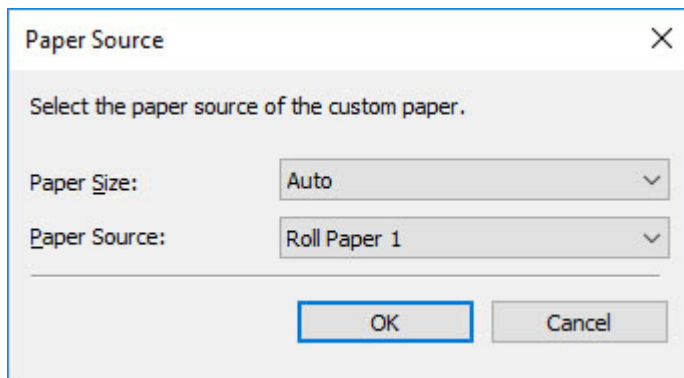 Paper Source
Select the paper source of the custom paper.
Paper Size: Auto
Paper Source: Roll Paper 1
OK Cancel